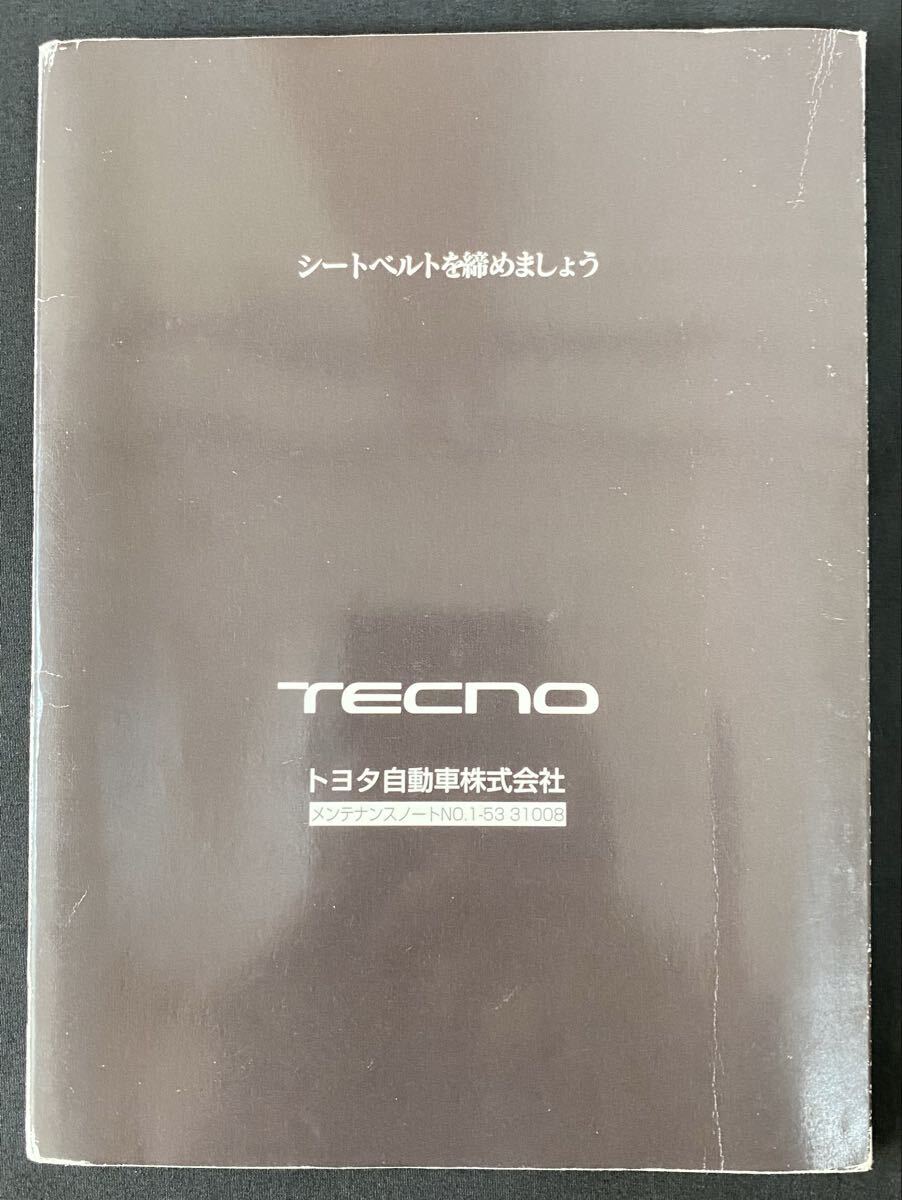 シートベルトを締めましょう
TECNO
トヨタ自動車株式会社
メンテナンスノートNO.1-53 31008